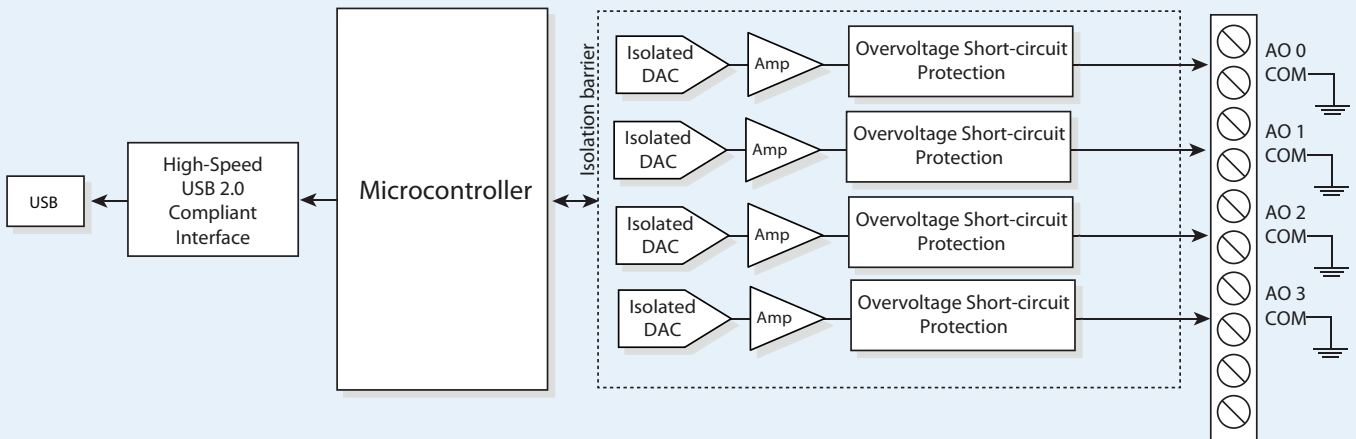 USB
High-Speed
USB 2.0
Compliant
Interface
Microcontroller
Isolation barrier
Isolated
DAC
Amp
Overvoltage Short-circuit
Protection
AO 0
COM
Isolated
DAC
Amp
Overvoltage Short-circuit
Protection
AO 1
COM
Isolated
DAC
Amp
Overvoltage Short-circuit
Protection
AO 2
COM
Isolated
DAC
Amp
Overvoltage Short-circuit
Protection
AO 3
COM